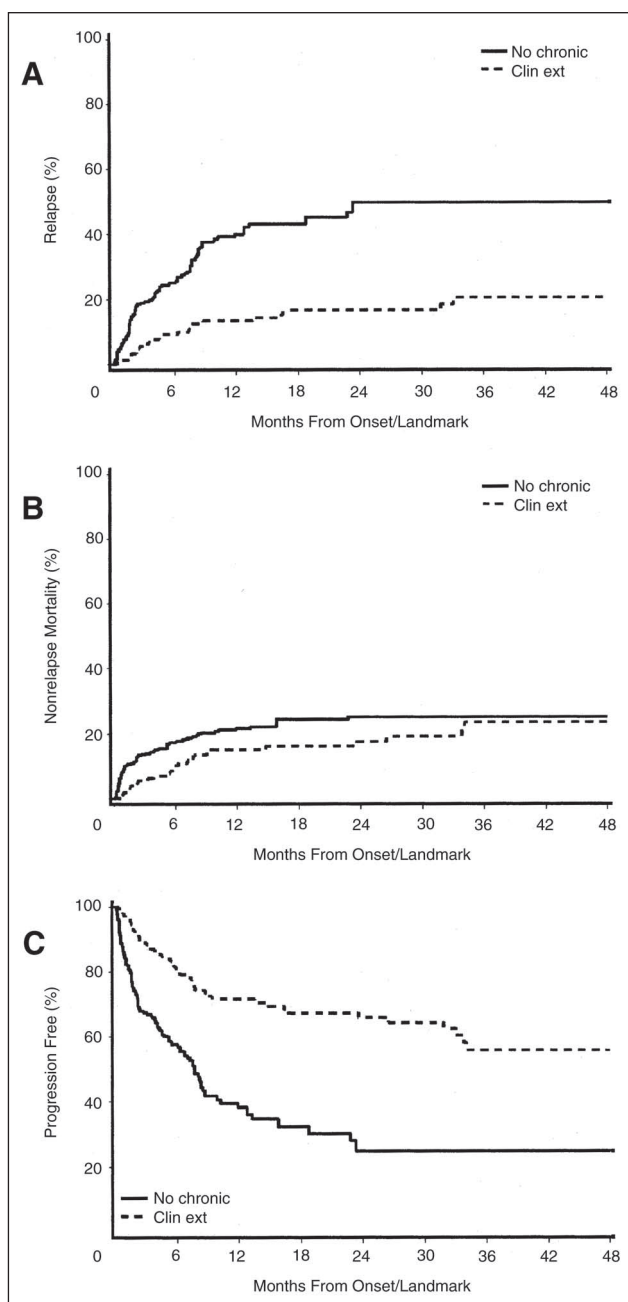 A
100
80
60
40
20
0
Relapse (%)
No chronic
Clin ext
6 12 18 24 30 36 42 48
Months From Onset/Landmark
B
100
80
60
40
20
0
Nonrelapse Mortality (%)
No chronic
Clin ext
6 12 18 24 30 36 42 48
Months From Onset/Landmark
C
100
80
60
40
20
0
Progression Free (%)
No chronic
Clin ext
6 12 18 24 30 36 42 48
Months From Onset/Landmark